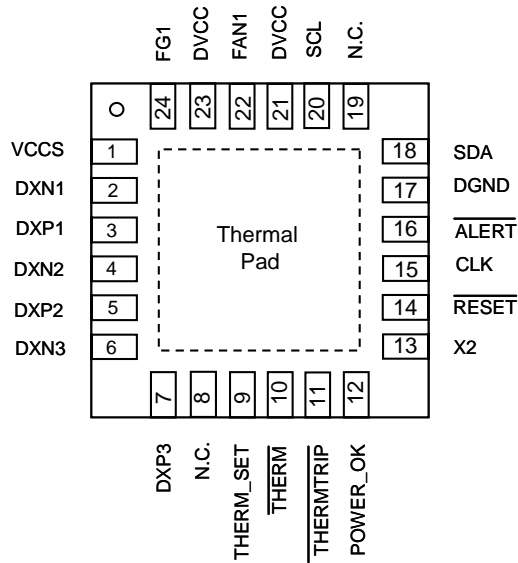 FG1
DVCC
FAN1
DVCC
SCL
N.C.
24
23
22
21
20
19
VCCS 1
DXN1 2
DXP1 3
DXN2 4
DXP2 5
DXN3 6
Thermal
Pad
18 SDA
17 DGND
16 ALERT
15 CLK
14 RESET
13 X2
7
8
9
10
11
12
DXP3
N.C.
THERM_SET
THERM
THERMTRIP
POWER_OK